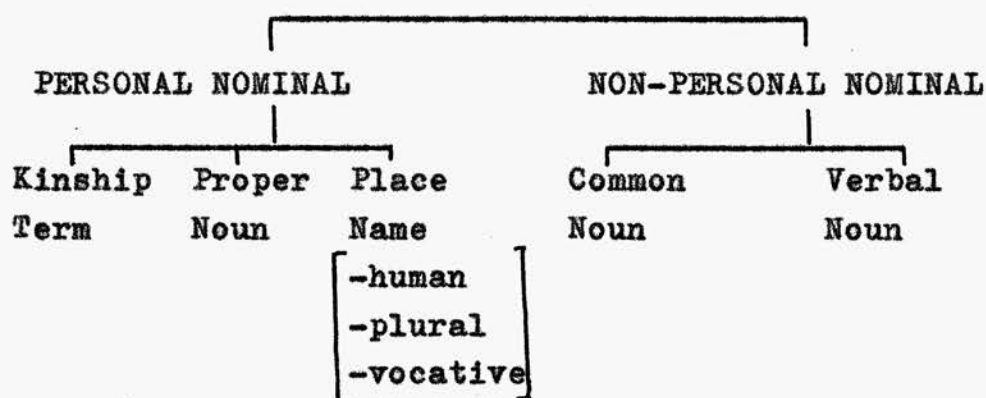 PERSONAL NOMINAL NON-PERSONAL NOMINAL
Kinship Proper Place Common Verbal
Term Noun Name Noun Noun
-human
-plural
-vocative